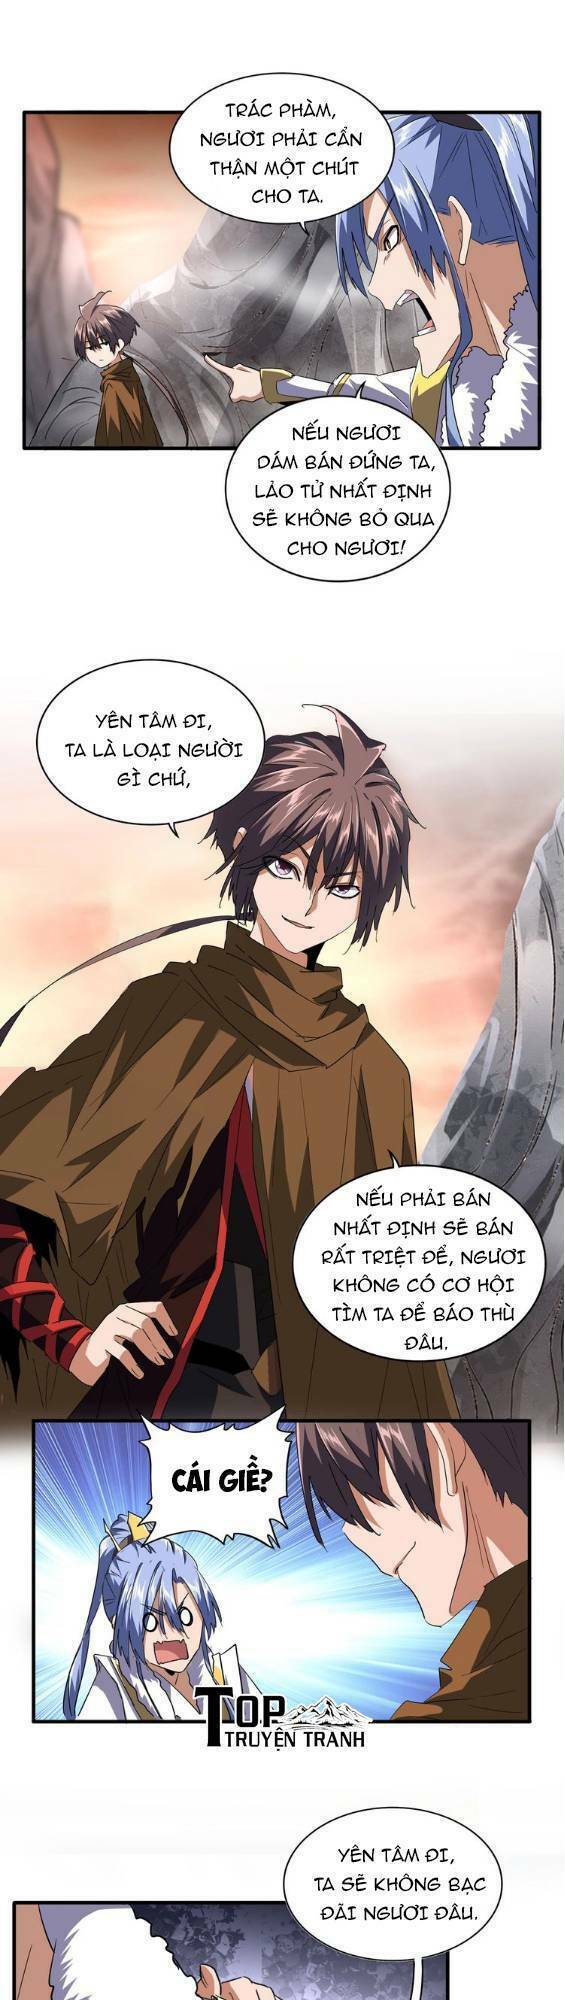 TRÁC PHÀM,
NGƯƠI PHẢI CẨN
THẬN MỘT CHÚT
CHO TA.
NẾU NGƯƠI
DÁM BÁN ĐỨNG TA,
LẢO TỬ NHẤT ĐỊNH
SẼ KHÔNG BỎ QUA
CHO NGƯƠI!
YÊN TÂM ĐI,
TA LÀ LOẠI NGƯỜI
GÌ CHỨ,
NẾU PHẢI BÁN
NHẤT ĐỊNH SẼ BÁN
RẤT TRIỆT ĐỂ, NGƯƠI
KHÔNG CÓ CƠ HỘI
TÌM TA ĐỂ BÁO THÙ
ĐÂU.
CÁI GIỀ?
TOP
TRUYỆN TRANH
YÊN TÂM ĐI,
TA SẼ KHÔNG BẠC
ĐÃI NGƯƠI ĐÂU.